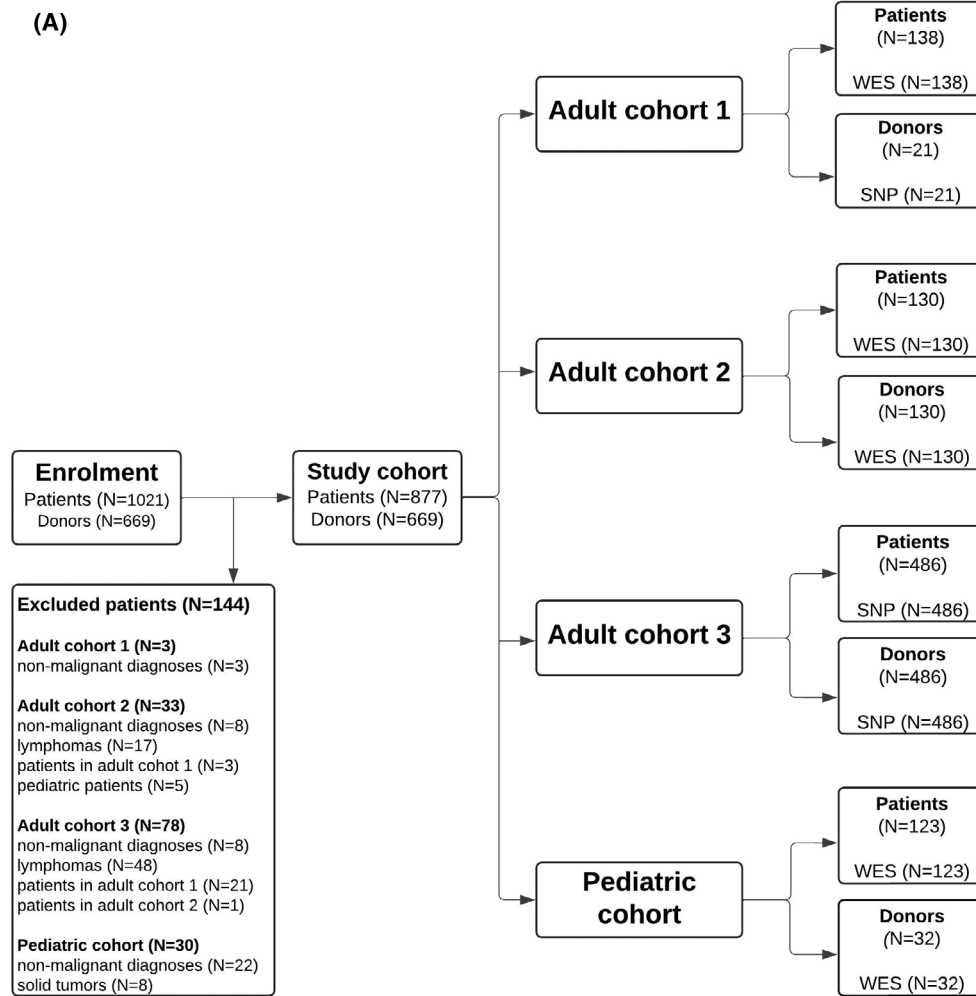 (A)
Enrolment
Patients (N=1021)
Donors (N=669)
Excluded patients (N=144)
Adult cohort 1 (N=3)
non-malignant diagnoses (N=3)
Adult cohort 2 (N=33)
non-malignant diagnoses (N=8)
lymphomas (N=17)
patients in adult cohot 1 (N=3)
pediatric patients (N=5)
Adult cohort 3 (N=78)
non-malignant diagnoses (N=8)
lymphomas (N=48)
patients in adult cohort 1 (N=21)
patients in adult cohort 2 (N=1)
Pediatric cohort (N=30)
non-malignant diagnoses (N=22)
solid tumors (N=8)
Study cohort
Patients (N=877)
Donors (N=669)
Adult cohort 1
Patients
(N=138)
WES (N=138)
Donors
(N=21)
SNP (N=21)
Adult cohort 2
Patients
(N=130)
WES (N=130)
Donors
(N=130)
WES (N=130)
Adult cohort 3
Patients
(N=486)
SNP (N=486)
Donors
(N=486)
SNP (N=486)
Pediatric
cohort
Patients
(N=123)
WES (N=123)
Donors
(N=32)
WES (N=32)